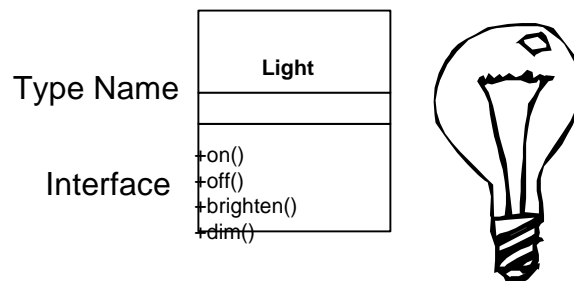 Light
Type Name
Interface
+on()
+off()
+brighten()
+dim()